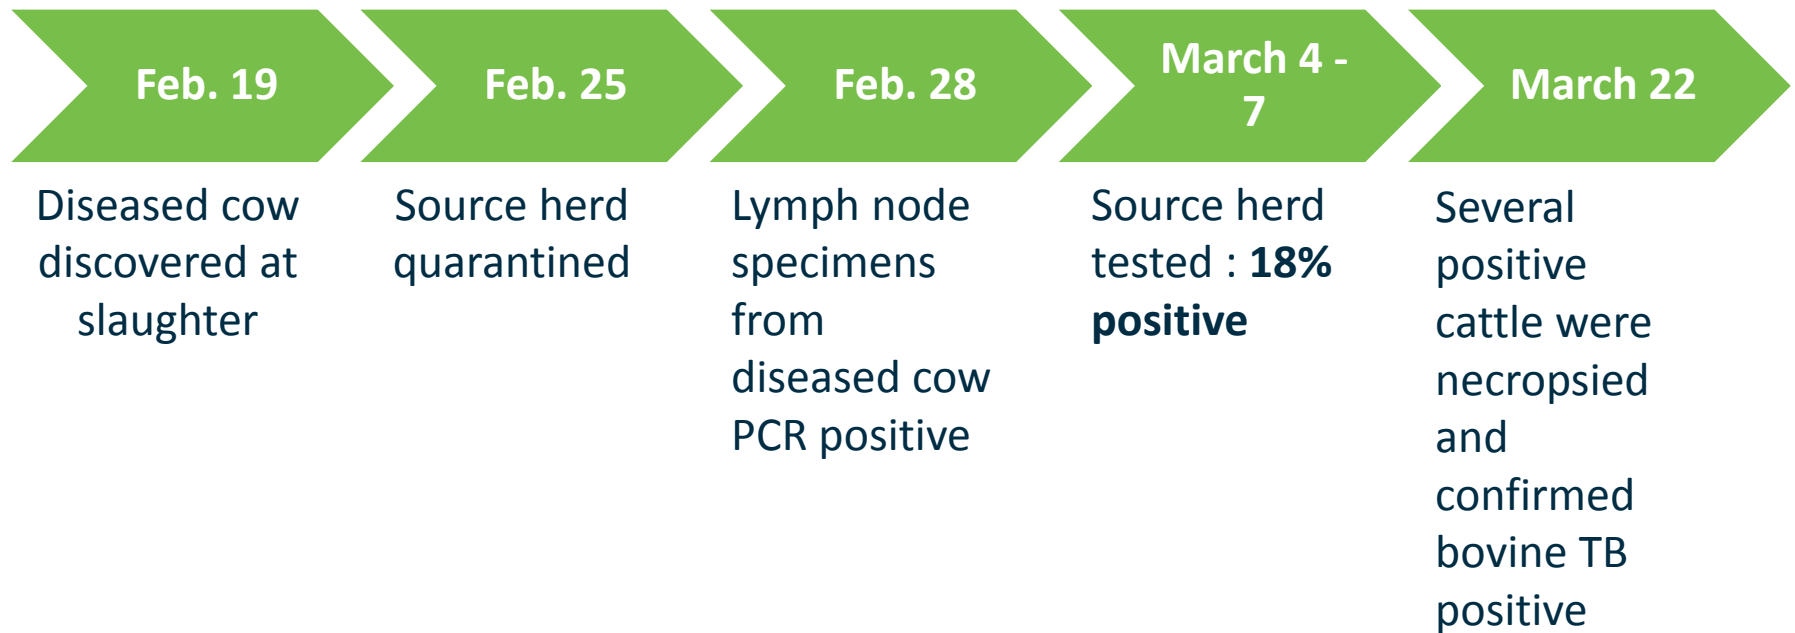 Feb. 19
Diseased cow
discovered at
slaughter
Feb. 25
Source herd
quarantined
Feb. 28
Lymph node
specimens
from
diseased cow
PCR positive
March 4 -
7
Source herd
tested : 18%
positive
March 22
Several
positive
cattle were
necropsied
and
confirmed
bovine TB
positive